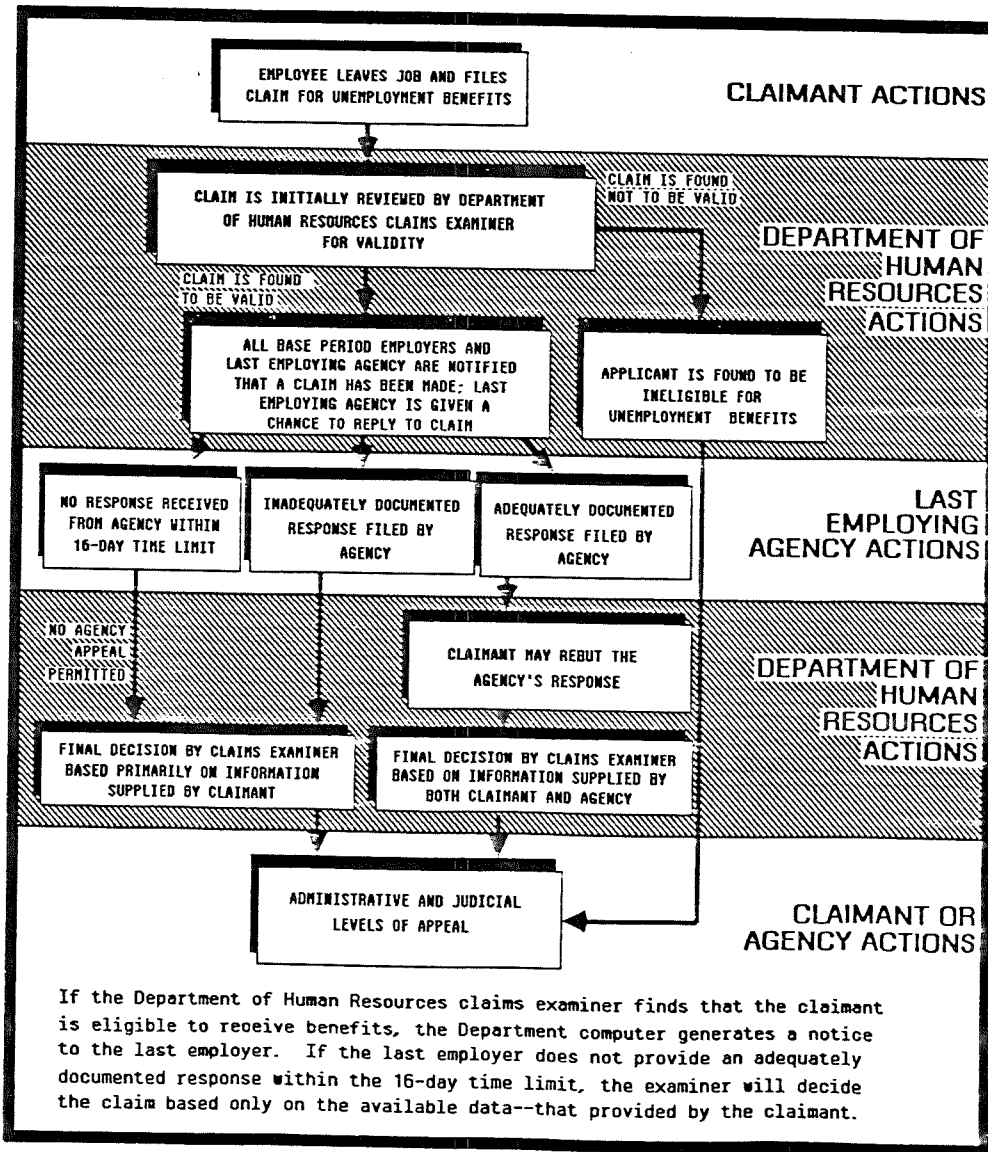 EMPLOYEE LEAVES JOB AND FILES
CLAIM FOR UNEMPLOYMENT BENEFITS
CLAIMANT ACTIONS
CLAIM IS INITIALLY REVIEWED BY DEPARTMENT
OF HUMAN RESOURCES CLAIMS EXAMINER
FOR VALIDITY
CLAIM IS FOUND
NOT TO BE VALID
DEPARTMENT OF
HUMAN
RESOURCES
ACTIONS
CLAIM IS FOUND
TO BE VALID
ALL BASE PERIOD EMPLOYERS AND
LAST EMPLOYING AGENCY ARE NOTIFIED
THAT A CLAIM HAS BEEN MADE; LAST
EMPLOYING AGENCY IS GIVEN A
CHANCE TO REPLY TO CLAIM
APPLICANT IS FOUND TO BE
INELIGIBLE FOR
UNEMPLOYMENT BENEFITS
NO RESPONSE RECEIVED
FROM AGENCY WITHIN
16-DAY TIME LIMIT
INADEQUATELY DOCUMENTED
RESPONSE FILED BY
AGENCY
ADEQUATELY DOCUMENTED
RESPONSE FILED BY
AGENCY
LAST
EMPLOYING
AGENCY ACTIONS
NO AGENCY
APPEAL
PERMITTED
CLAIMANT MAY REBUT THE
AGENCY'S RESPONSE
DEPARTMENT OF
HUMAN
RESOURCES
ACTIONS
FINAL DECISION BY CLAIMS EXAMINER
BASED PRIMARILY ON INFORMATION
SUPPLIED BY CLAIMANT
FINAL DECISION BY CLAIMS EXAMINER
BASED ON INFORMATION SUPPLIED BY
BOTH CLAIMANT AND AGENCY
ADMINISTRATIVE AND JUDICIAL
LEVELS OF APPEAL
CLAIMANT OR
AGENCY ACTIONS
If the Department of Human Resources claims examiner finds that the claimant
is eligible to receive benefits, the Department computer generates a notice
to the last employer. If the last employer does not provide an adequately
documented response within the 16-day time limit, the examiner will decide
the claim based only on the available data--that provided by the claimant.